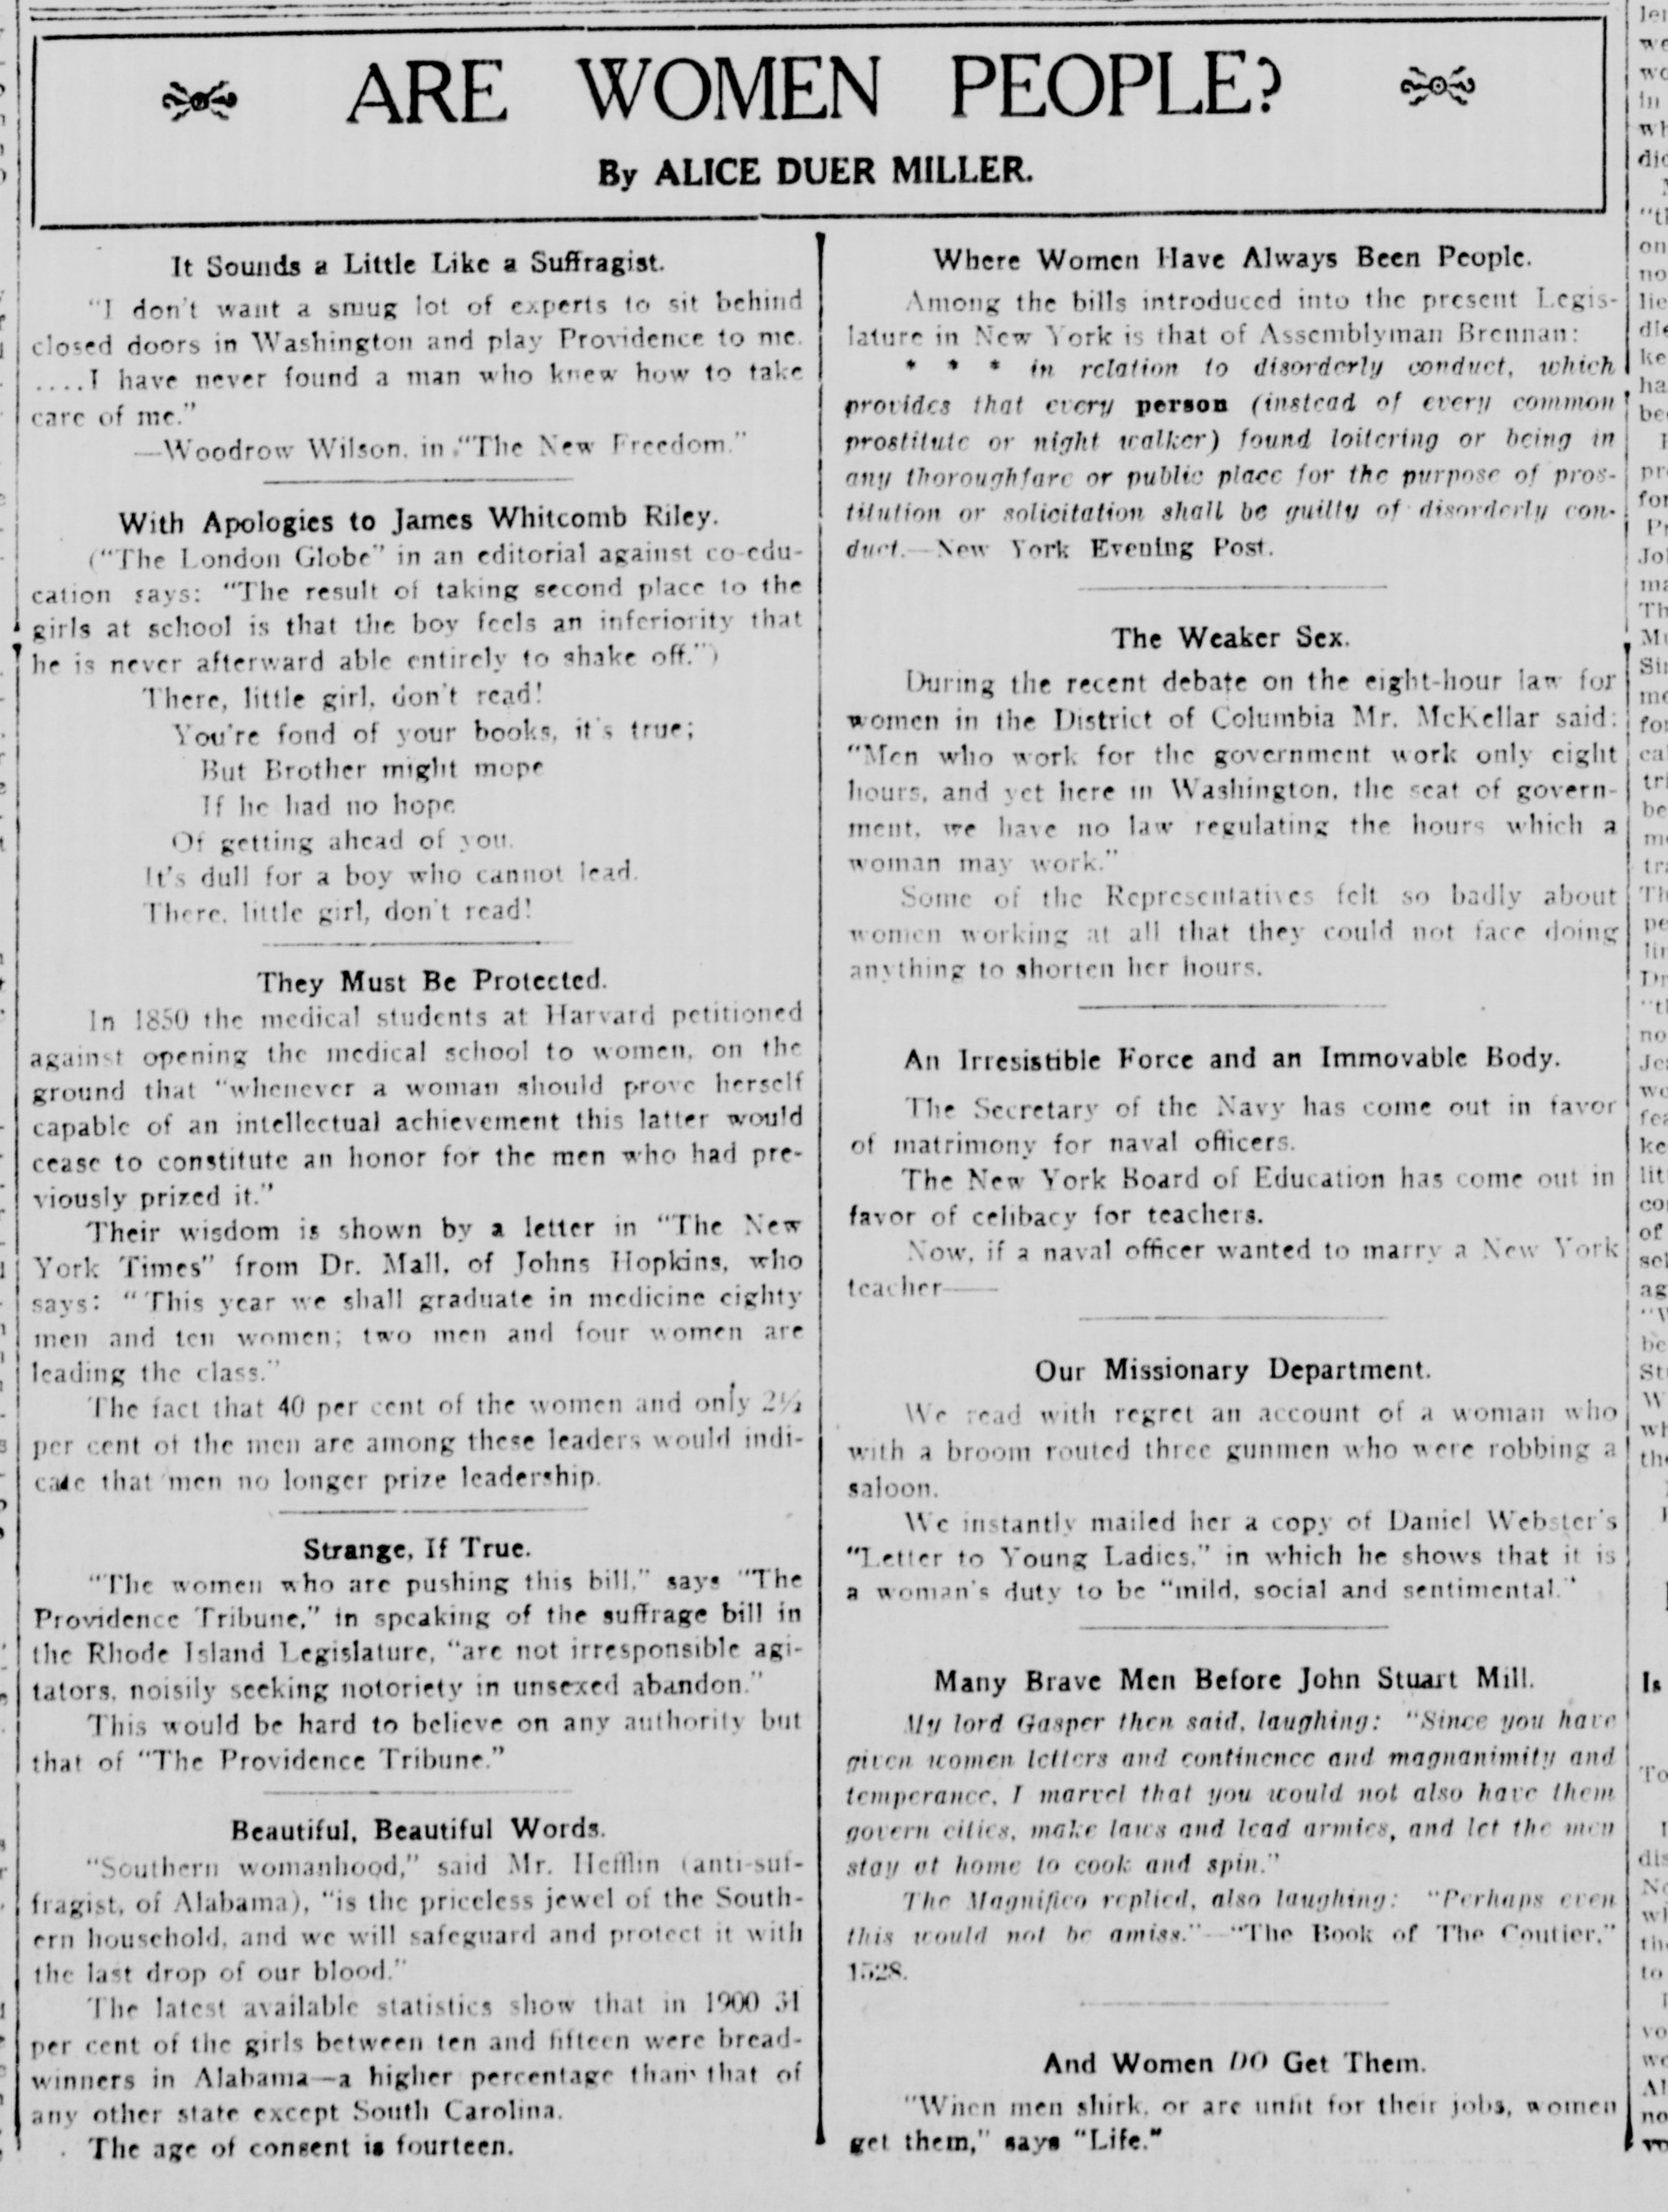 ARE WOMEN PEOPLE?
By ALICE DUER MILLER.
It Sounds a Little Like a Suffragist.
"I don't want a smug lot of experts to sit behind
closed doors in Washington and play Providence to me.
....I have never found a man who knew how to take
care of me."
—Woodrow Wilson, in "The New Freedom."
With Apologies to James Whitcomb Riley.
("The London Globe" in an editorial against co-edu-
cation says: "The result of taking second place to the
girls at school is that the boy feels an inferiority that
he is never afterward able entirely to shake off.")
There, little girl, don't read!
You're fond of your books, it's true;
But Brother might mope
If he had no hope
Of getting ahead of you.
It's dull for a boy who cannot lead.
There, little girl, don't read!
They Must Be Protected.
In 1850 the medical students at Harvard petitioned
against opening the medical school to women, on the
ground that "whenever a woman should prove herself
capable of an intellectual achievement this latter would
cease to constitute an honor for the men who had pre-
viously prized it."
Their wisdom is shown by a letter in "The New
York Times" from Dr. Mall, of Johns Hopkins, who
says: "This year we shall graduate in medicine eighty
men and ten women; two men and four women are
leading the class."
The fact that 40 per cent of the women and only 2½
per cent of the men are among these leaders would indi-
cate that men no longer prize leadership.
Strange, If True.
"The women who are pushing this bill," says "The
Providence Tribune," in speaking of the suffrage bill in
the Rhode Island Legislature, "are not irresponsible agi-
tators, noisily seeking notoriety in unsexed abandon."
This would be hard to believe on any authority but
that of "The Providence Tribune."
Beautiful, Beautiful Words.
"Southern womanhood," said Mr. Hefflin (anti-suf-
fragist, of Alabama), "is the priceless jewel of the South-
ern household, and we will safeguard and protect it with
the last drop of our blood."
The latest available statistics show that in 1900 31
per cent of the girls between ten and fifteen were bread-
winners in Alabama—a higher percentage than that of
any other state except South Carolina.
The age of consent is fourteen.
Where Women Have Always Been People.
Among the bills introduced into the present Legis-
lature in New York is that of Assemblyman Brennan:
* * * in relation to disorderly conduct, which
provides that every person (instead of every common
prostitute or night walker) found loitering or being in
any thoroughfare or public place for the purpose of pros-
titution or solicitation shall be guilty of disorderly con-
duct.—New York Evening Post.
The Weaker Sex.
During the recent debate on the eight-hour law for
women in the District of Columbia Mr. McKellar said:
"Men who work for the government work only eight
hours, and yet here in Washington, the seat of govern-
ment, we have no law regulating the hours which a
woman may work."
Some of the Representatives felt so badly about
women working at all that they could not face doing
anything to shorten her hours.
An Irresistible Force and an Immovable Body.
The Secretary of the Navy has come out in favor
of matrimony for naval officers.
The New York Board of Education has come out in
favor of celibacy for teachers.
Now, if a naval officer wanted to marry a New York
teacher——
Our Missionary Department.
We read with regret an account of a woman who
with a broom routed three gunmen who were robbing a
saloon.
We instantly mailed her a copy of Daniel Webster's
"Letter to Young Ladies," in which he shows that it is
a woman's duty to be "mild, social and sentimental."
Many Brave Men Before John Stuart Mill.
My lord Gasper then said, laughing: "Since you have
given women letters and continence and magnanimity and
temperance, I marvel that you would not also have them
govern cities, make laws and lead armies, and let the men
stay at home to cook and spin."
The Magnifico replied, also laughing: "Perhaps even
this would not be amiss."—"The Book of The Coutier,"
1528.
And Women DO Get Them.
"When men shirk, or are unfit for their jobs, women
get them," says "Life."